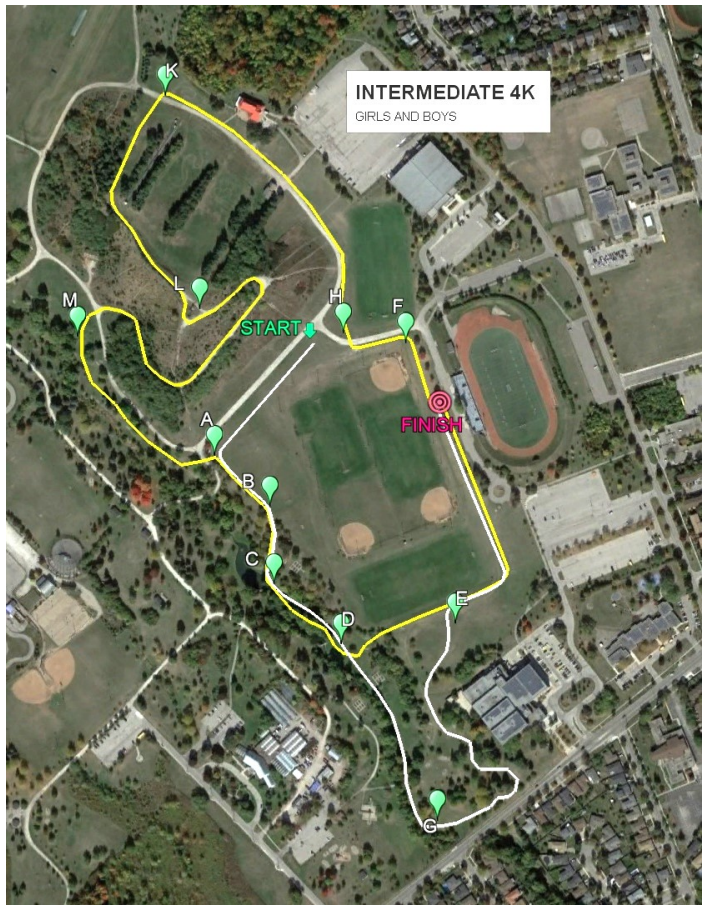 INTERMEDIATE 4K
GIRLS AND BOYS
K
L
M
H
F
START
A
FINISH
B
C
D
E
G